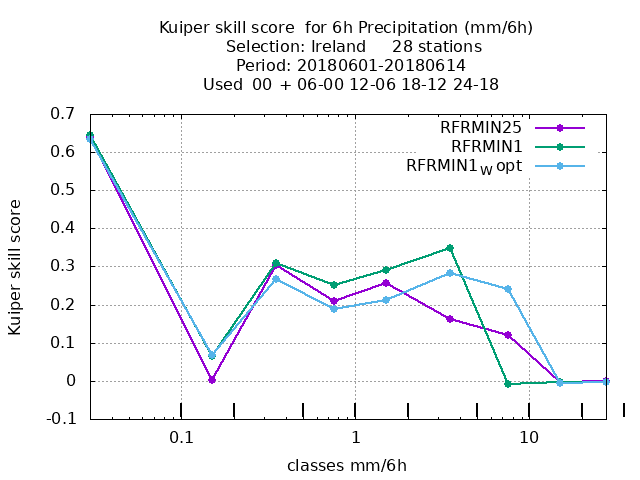 Kuiper skill score  for 6h Precipitation (mm/6h)
Selection: Ireland     28 stations
Period: 20180601-20180614
Used  00  + 06-00 12-06 18-12 24-18
RFRMIN25
RFRMIN1
RFRMIN1W opt
0.7
0.6
0.5
0.4
0.3
0.2
0.1
0
-0.1
Kuiper skill score
0.1 1 10
classes mm/6h